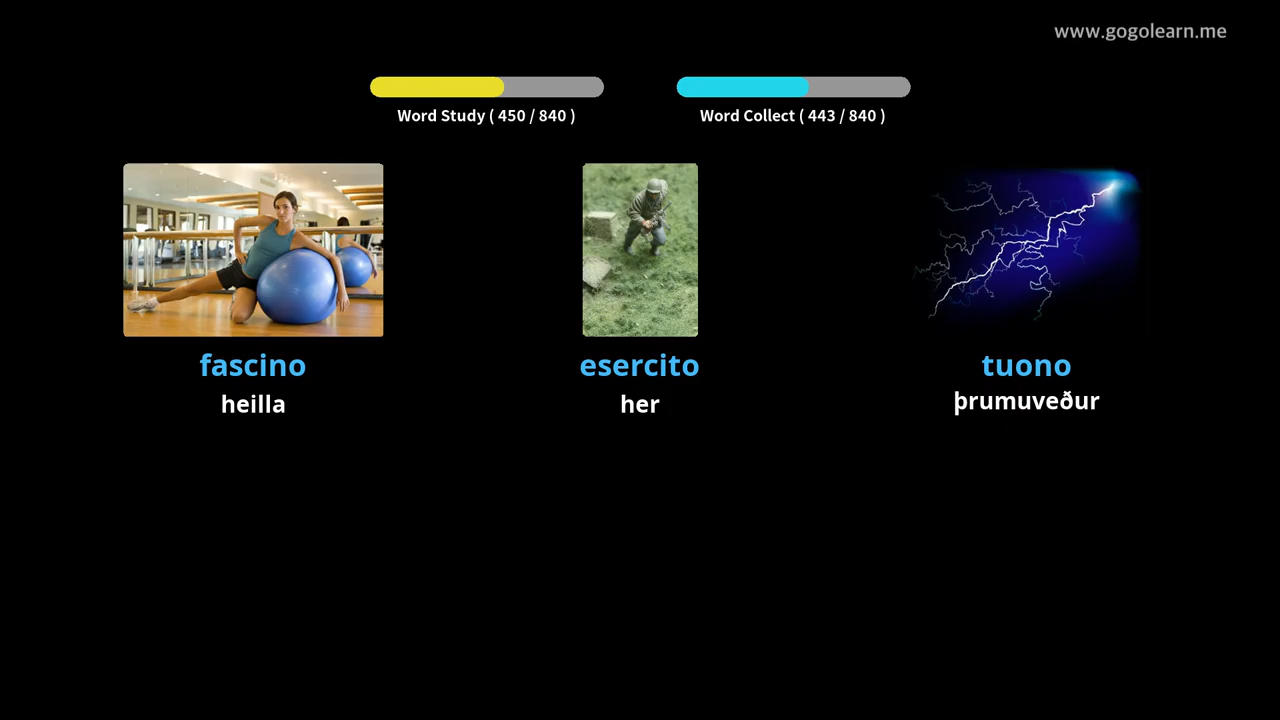 www.gogolearn.me
Word Study ( 450 / 840 )
Word Collect ( 443 / 840 )
fascino
heilla
esercito
her
tuono
þrumuveður